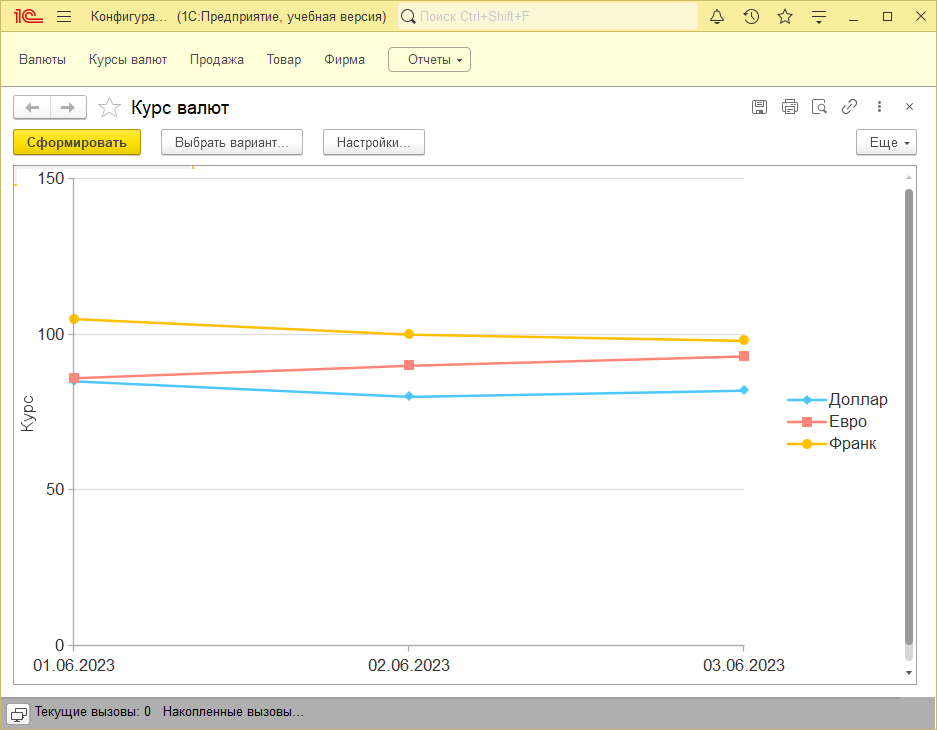 1С Конфигура... (1С:Предприятие, учебная версия) Поиск Ctrl+Shift+F
Валюты Курсы валют Продажа Товар Фирма Отчеты
Курс валют
Сформировать Выбрать вариант... Настройки... Еще
150
100
50
0
Курс
01.06.2023 02.06.2023 03.06.2023
Доллар
Евро
Франк
Текущие вызовы: 0 Накопленные вызовы...